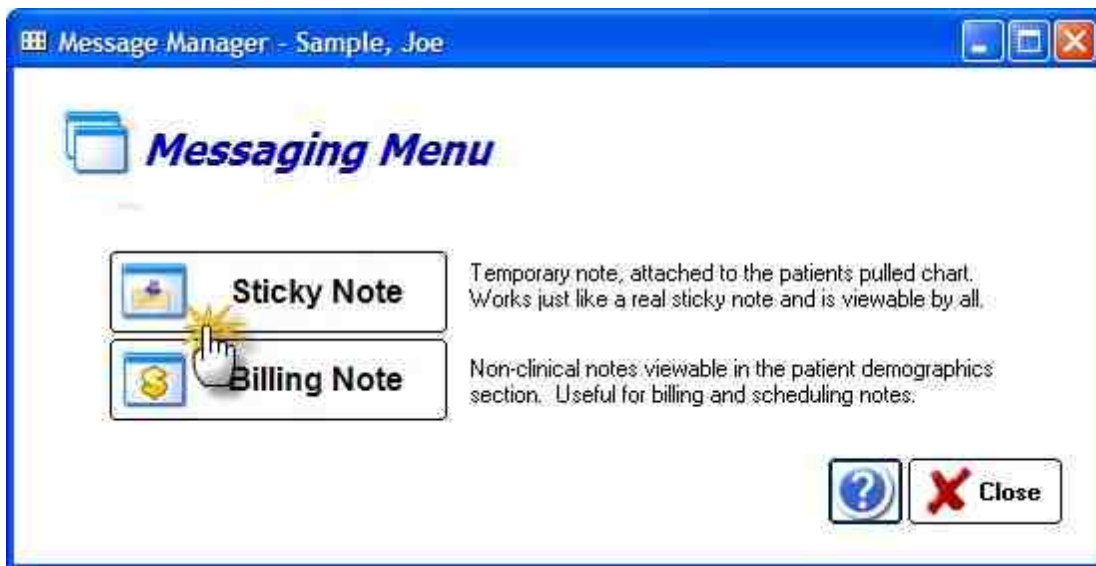 Message Manager - Sample, Joe
Messaging Menu
Sticky Note
Temporary note, attached to the patients pulled chart.
Works just like a real sticky note and is viewable by all.
Billing Note
Non-clinical notes viewable in the patient demographics
section.  Useful for billing and scheduling notes.
?
Close